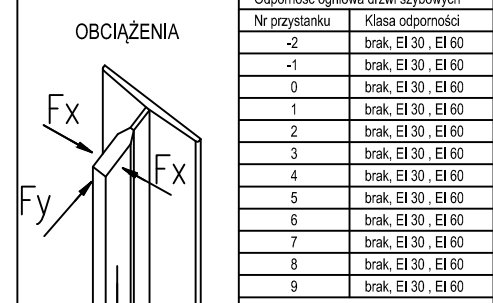 OBCIĄŻENIA
Fx
Fx
Fy
Odporność ogniowa drzwi szybowych
Nr przystanku Klasa odporności
-2 brak, EI 30 , EI 60
-1 brak, EI 30 , EI 60
0 brak, EI 30 , EI 60
1 brak, EI 30 , EI 60
2 brak, EI 30 , EI 60
3 brak, EI 30 , EI 60
4 brak, EI 30 , EI 60
5 brak, EI 30 , EI 60
6 brak, EI 30 , EI 60
7 brak, EI 30 , EI 60
8 brak, EI 30 , EI 60
9 brak, EI 30 , EI 60